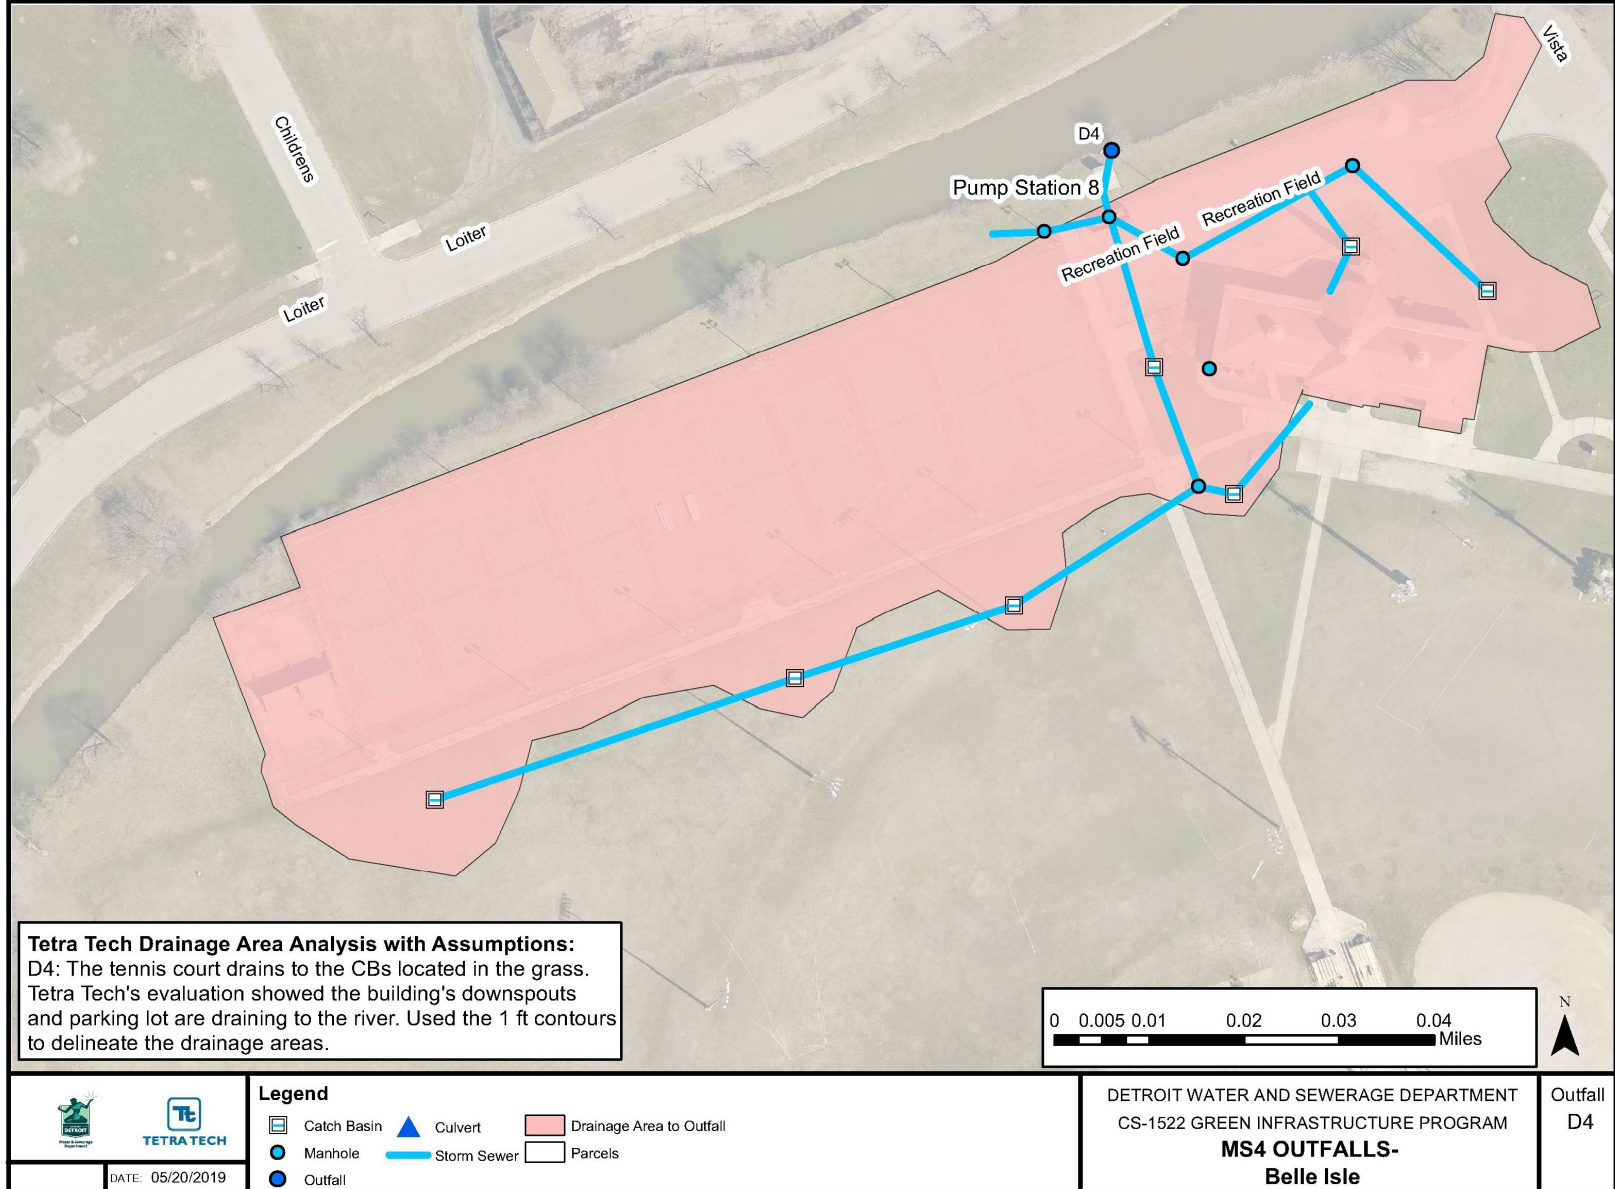 Vista
Childrens
D4
Pump Station 8
Recreation Field
Loiter
Recreation Field
Loiter
Tetra Tech Drainage Area Analysis with Assumptions:
D4: The tennis court drains to the CBs located in the grass.
Tetra Tech's evaluation showed the building's downspouts
and parking lot are draining to the river. Used the 1 ft contours
to delineate the drainage areas.
0 0.005 0.01 0.02 0.03 0.04
Miles
N
DETROIT
Water & Sewerage
Department
Tt
TETRA TECH
DATE: 05/20/2019
Legend
Catch Basin
Culvert
Drainage Area to Outfall
Manhole
Storm Sewer
Parcels
Outfall
DETROIT WATER AND SEWERAGE DEPARTMENT
CS-1522 GREEN INFRASTRUCTURE PROGRAM
MS4 OUTFALLS-
Belle Isle
Outfall
D4